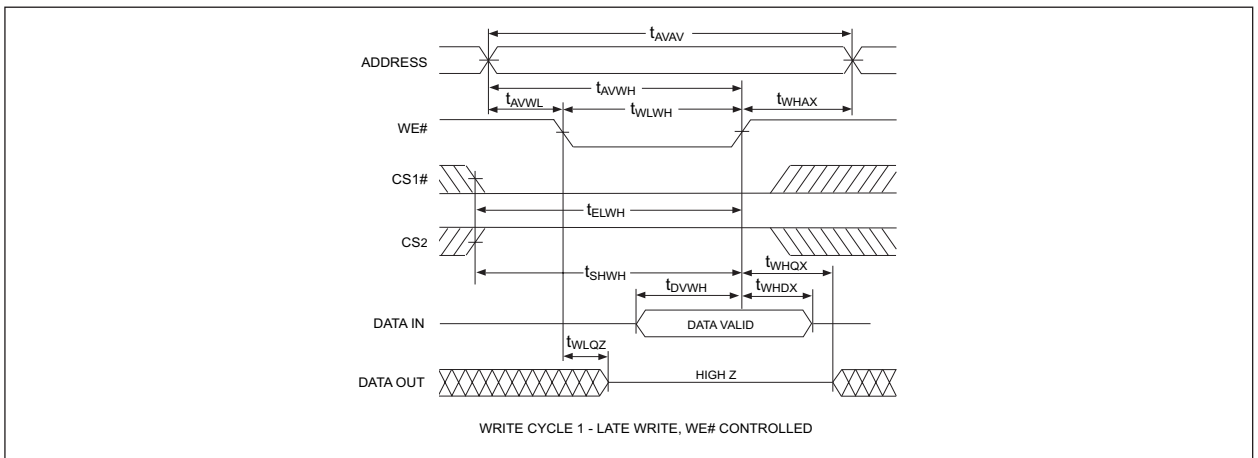 tAVAV
ADDRESS
tAVWH
tAVWL
tWLWH
tWHAX
WE#
CS1#
tELWH
CS2
tSHWH
tWHQX
tDVWH
tWHDX
DATA IN
DATA VALID
tWLQZ
DATA OUT
HIGH Z
WRITE CYCLE 1 - LATE WRITE, WE# CONTROLLED